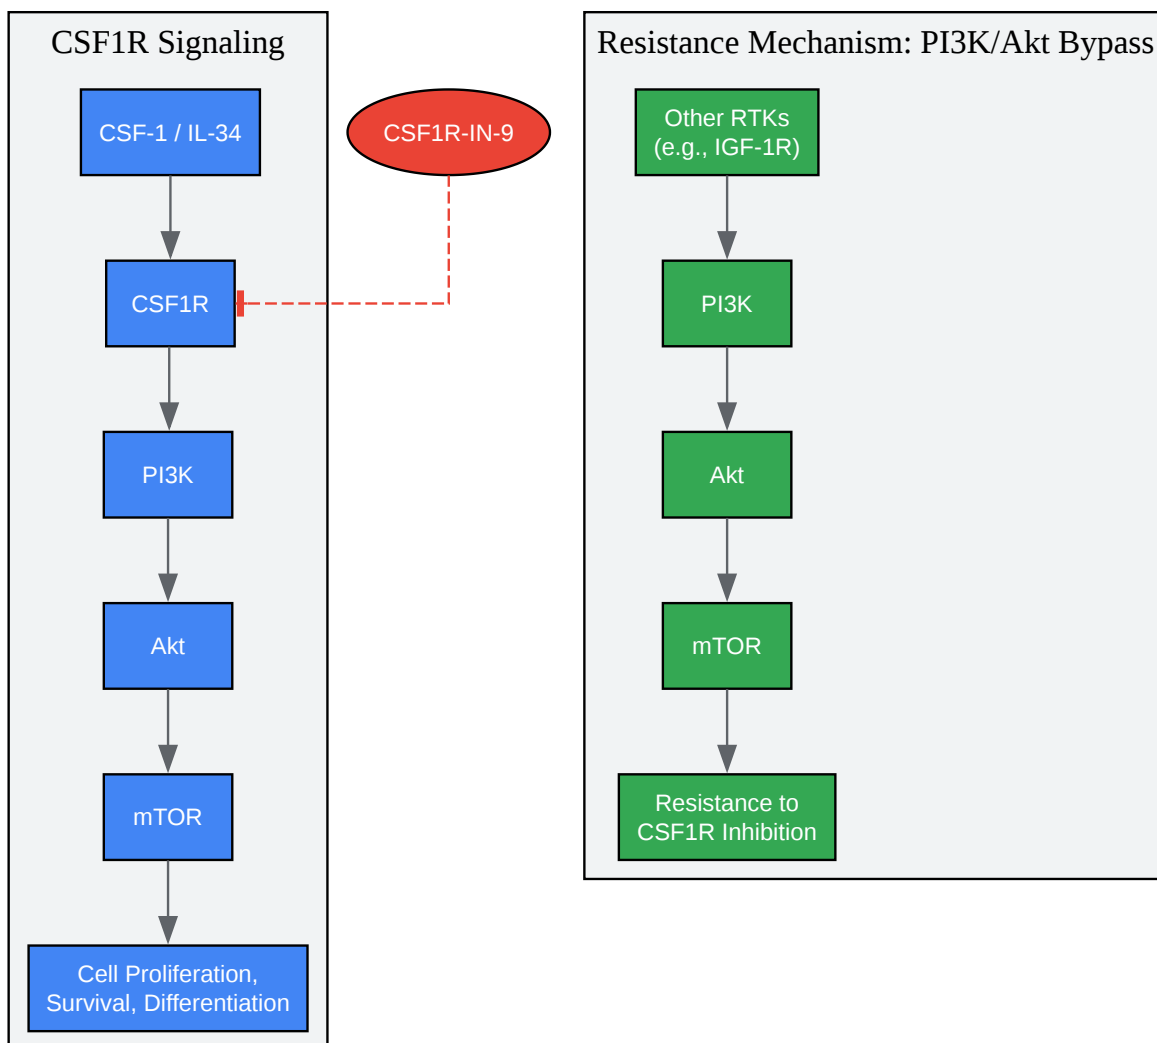 CSF1R Signaling
CSF-1 / IL-34
CSF1R
PI3K
Akt
mTOR
Cell Proliferation,
Survival, Differentiation
CSF1R-IN-9
Resistance Mechanism: PI3K/Akt Bypass
Other RTKs
(e.g., IGF-1R)
PI3K
Akt
mTOR
Resistance to
CSF1R Inhibition